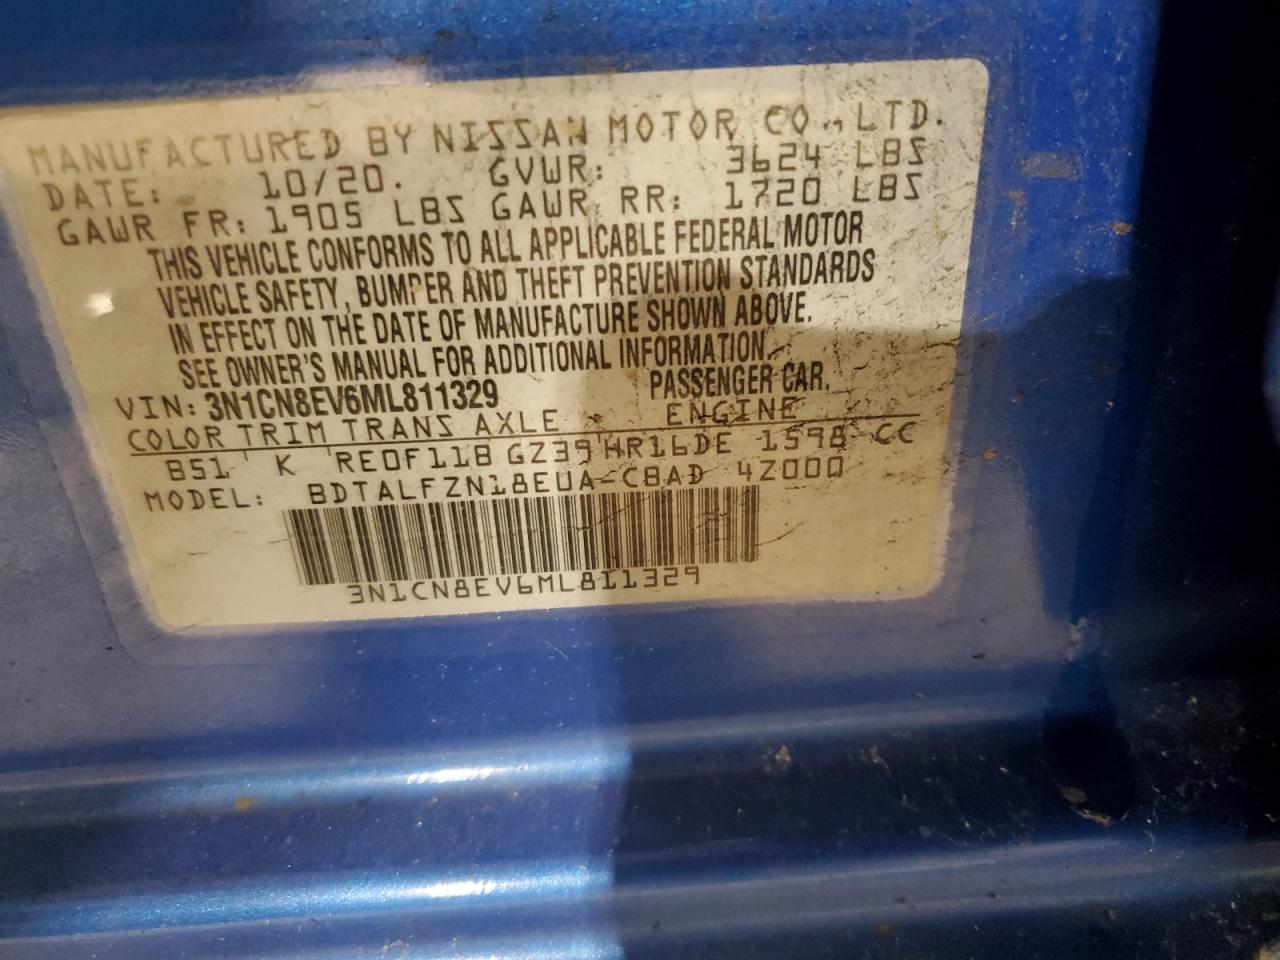 MANUFACTURED BY NISSAN MOTOR CO., LTD.
DATE: 10/20. GVWR: 3624 LBS
GAWR FR: 1905 LBS GAWR RR: 1720 LBS
THIS VEHICLE CONFORMS TO ALL APPLICABLE FEDERAL MOTOR
VEHICLE SAFETY, BUMPER AND THEFT PREVENTION STANDARDS
IN EFFECT ON THE DATE OF MANUFACTURE SHOWN ABOVE.
SEE OWNER'S MANUAL FOR ADDITIONAL INFORMATION.
VIN: 3N1CN8EV6ML811329 PASSENGER CAR.
COLOR TRIM TRANS AXLE ENGINE
B51 K RE0F11B GZ39 HR16DE 1598 CC
MODEL: BDTALFZN18EUA-C8AD 4Z000
3N1CN8EV6ML811329